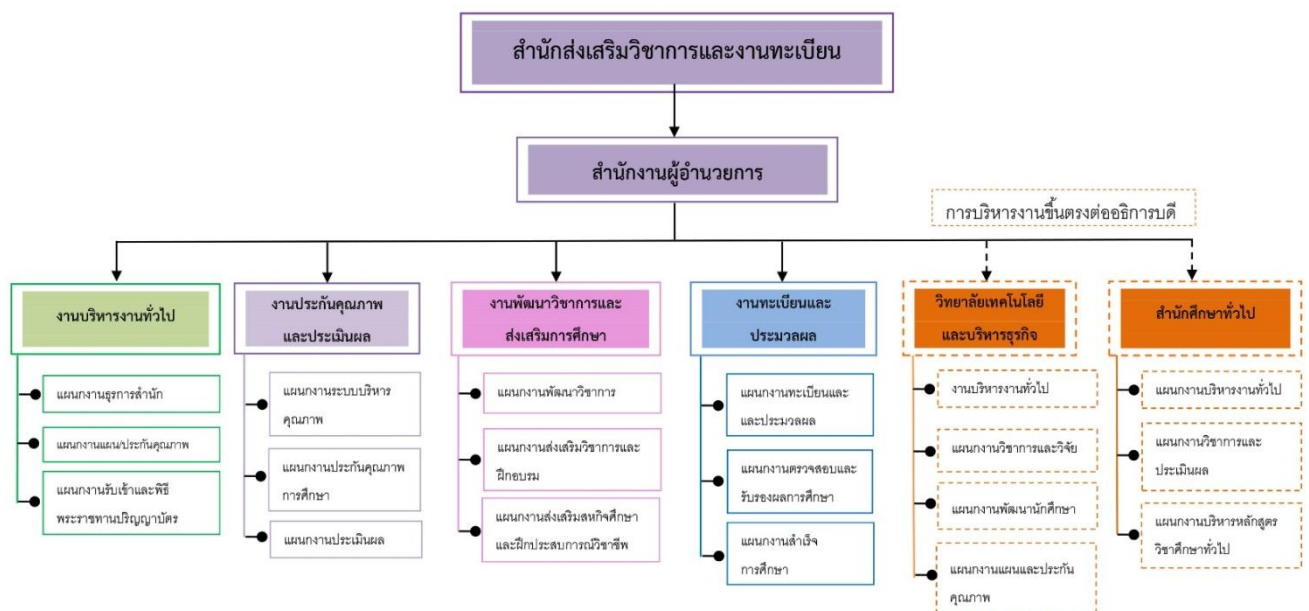 สำนักส่งเสริมวิชาการและงานทะเบียน
สำนักงานผู้อำนวยการ
การบริหารงานขึ้นตรงต่ออธิการบดี
งานบริหารงานทั่วไป
แผนกงานธุรการสำนัก
แผนกงานแผน/ประกันคุณภาพ
แผนกงานรับเข้าและพิธี
พระราชทานปริญญาบัตร
งานประกันคุณภาพ
และประเมินผล
แผนกงานระบบบริหาร
คุณภาพ
แผนกงานประกันคุณภาพ
การศึกษา
แผนกงานประเมินผล
งานพัฒนาวิชาการและ
ส่งเสริมการศึกษา
แผนกงานพัฒนาวิชาการ
แผนกงานส่งเสริมวิชาการและ
ฝึกอบรม
แผนกงานส่งเสริมสหกิจศึกษา
และฝึกประสบการณ์วิชาชีพ
งานทะเบียนและ
ประมวลผล
แผนกงานทะเบียนและ
และประมวลผล
แผนกงานตรวจสอบและ
รับรองผลการศึกษา
แผนกงานสำเร็จ
การศึกษา
วิทยาลัยเทคโนโลยี
และบริหารธุรกิจ
งานบริหารงานทั่วไป
แผนกงานวิชาการและวิจัย
แผนกงานพัฒนานักศึกษา
แผนกงานแผนและประกัน
คุณภาพ
สำนักศึกษาทั่วไป
แผนกงานบริหารงานทั่วไป
แผนกงานวิชาการและ
ประเมินผล
แผนกงานบริหารหลักสูตร
วิชาศึกษาทั่วไป